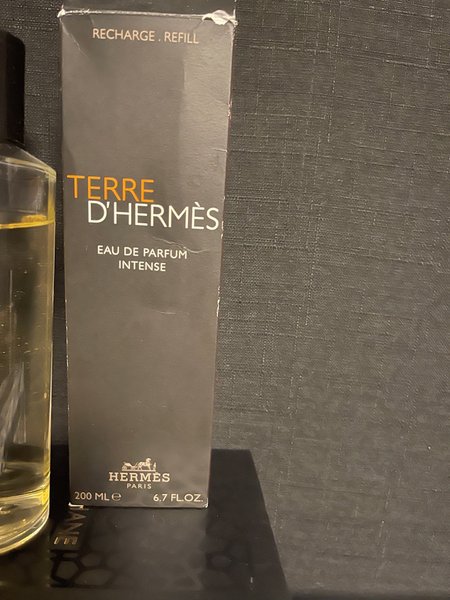 RECHARGE . REFILL
TERRE
D'HERMÈS
EAU DE PARFUM
INTENSE
HERMÈS
PARIS
200 ML ℮ 6.7 FL.OZ.